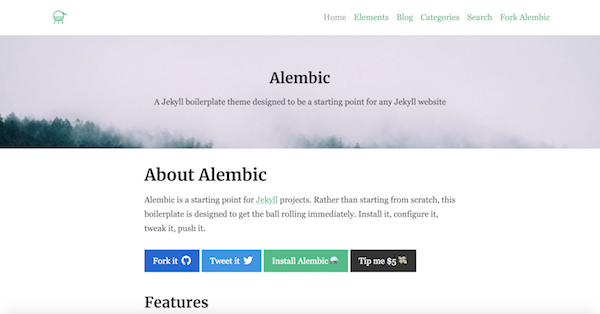 Home Elements Blog Categories Search Fork Alembic
Alembic
A Jekyll boilerplate theme designed to be a starting point for any Jekyll website
About Alembic
Alembic is a starting point for Jekyll projects. Rather than starting from scratch, this
boilerplate is designed to get the ball rolling immediately. Install it, configure it,
tweak it, push it.
Fork it Tweet it Install Alembic Tip me $5
Features